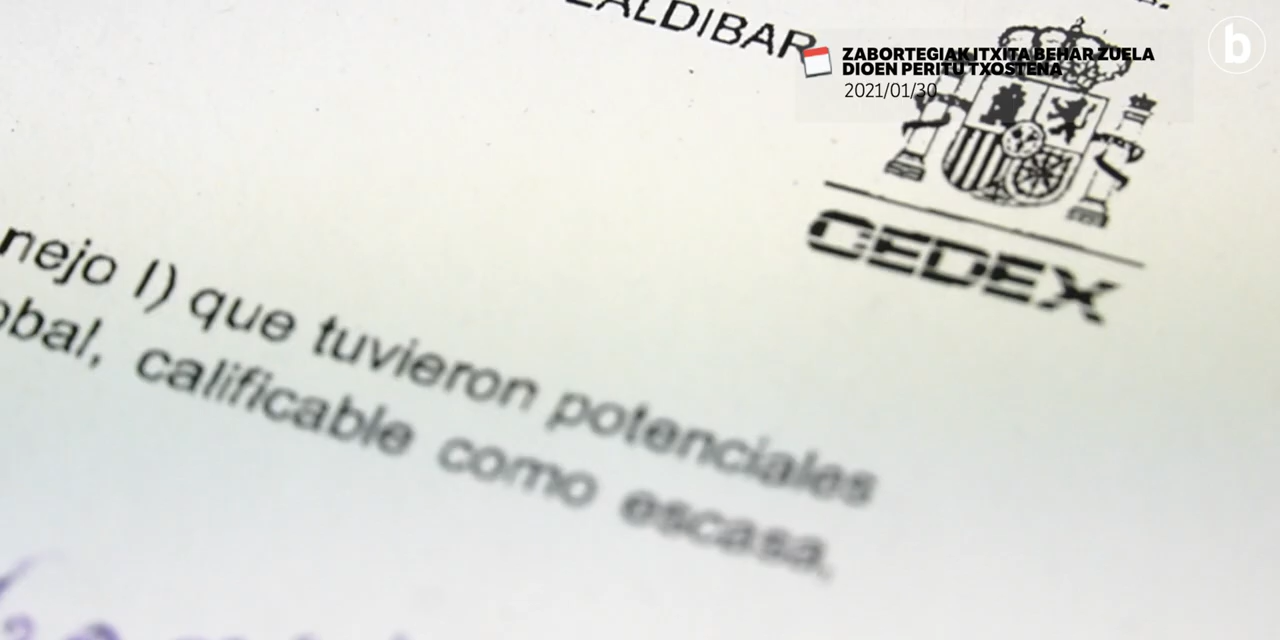 ZALDIBAR
ZABORTEGIAK ITXITA BEHAR ZUELA
DIOEN PERITU TXOSTENA
2021/01/30
b
CEDEX
nejo I) que tuvieron potenciales
obal, calificable como escasa,